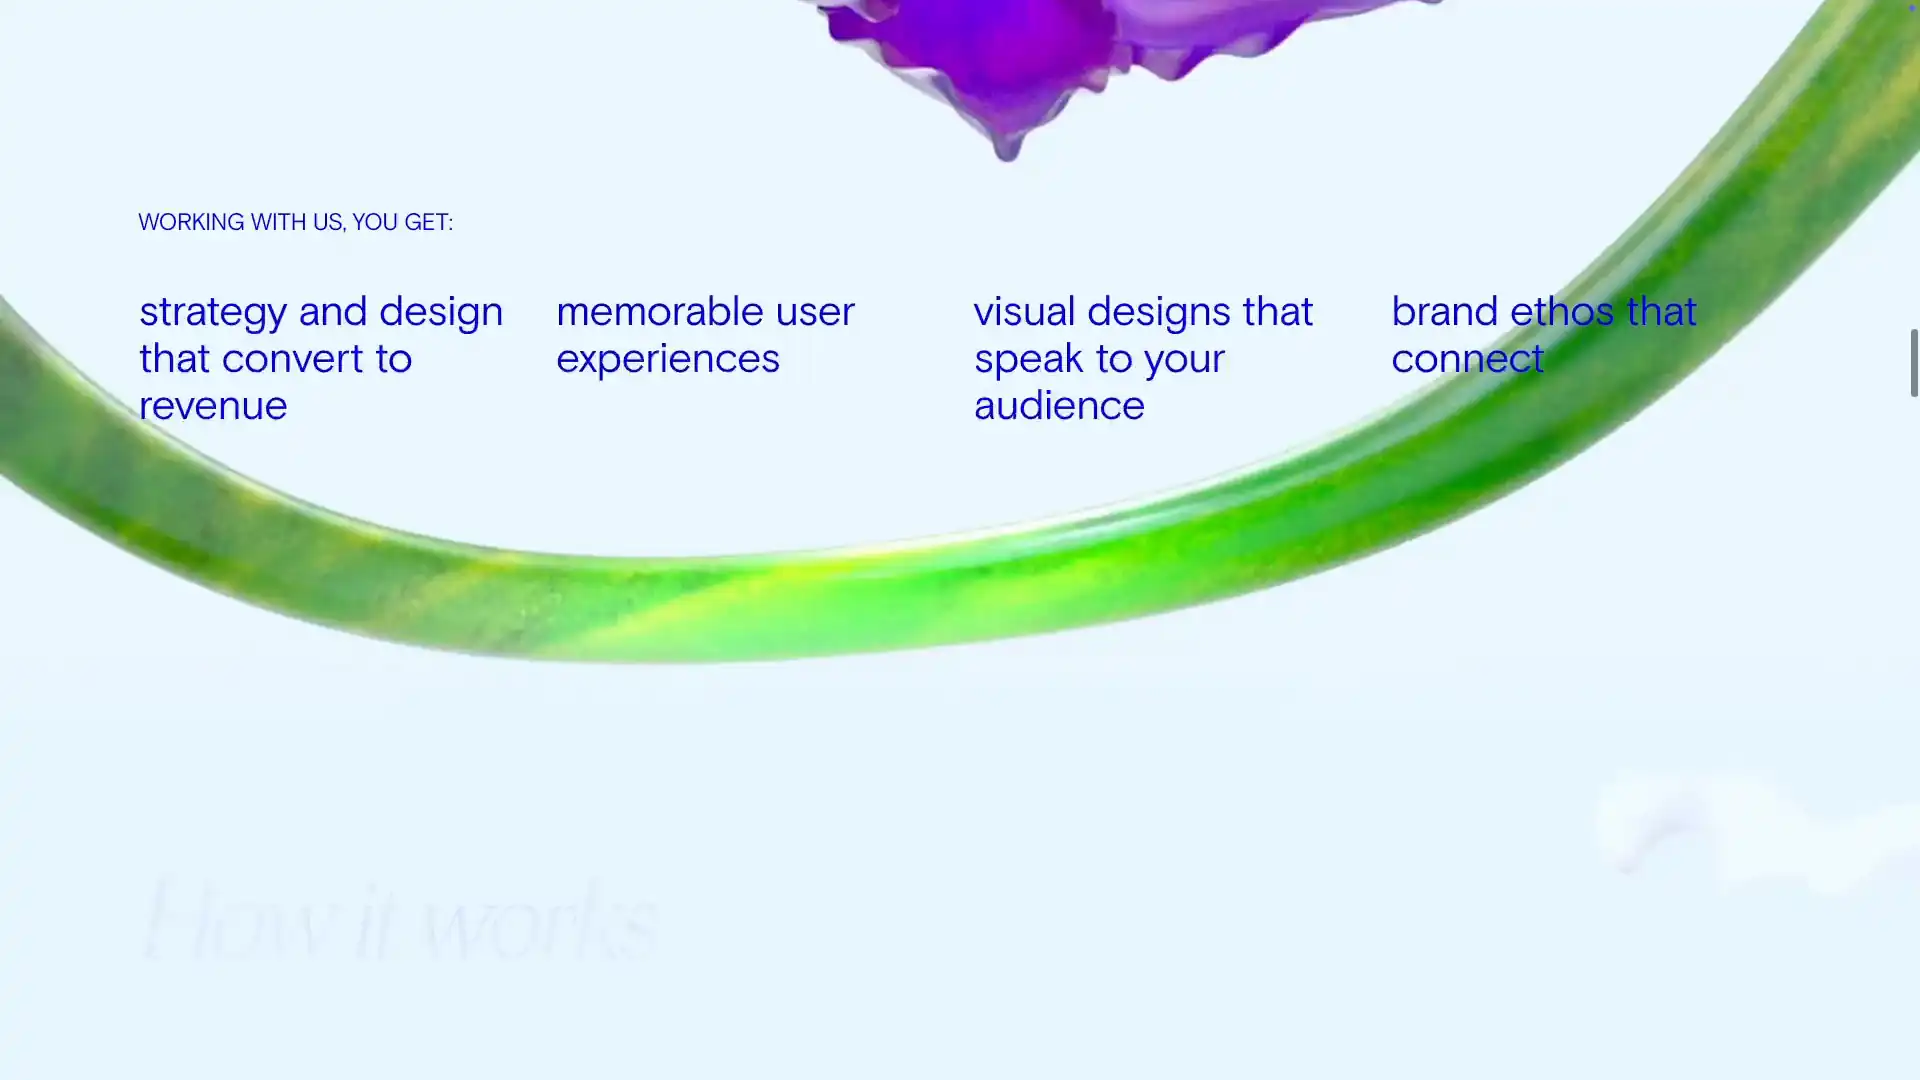 WORKING WITH US, YOU GET:
strategy and design
that convert to
revenue
memorable user
experiences
visual designs that
speak to your
audience
brand ethos that
connect
How it works